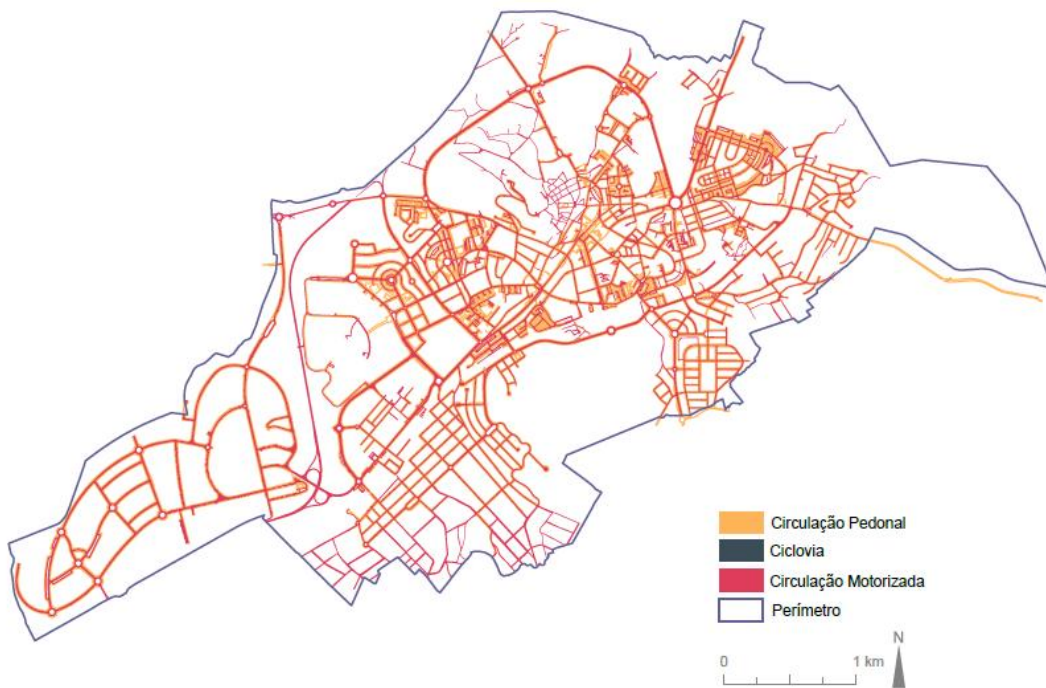 Circulação Pedonal
Ciclovia
Circulação Motorizada
Perímetro
N
0 1 km